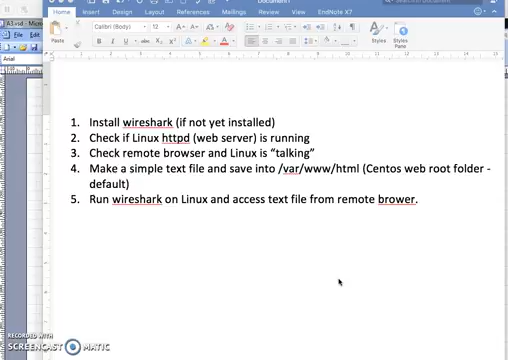 Document1
A3.xsd - Micros
File
Edit
Arial
Home
Insert
Design
Layout
References
Mailings
Review
View
EndNote X7
Paste
Calibri (Body)
12
Styles
Styles
Pane
1. Install wireshark (if not yet installed)
2. Check if Linux httpd (web server) is running
3. Check remote browser and Linux is “talking”
4. Make a simple text file and save into /var/www/html (Centos web root folder -
default)
5. Run wireshark on Linux and access text file from remote brower.
RECORDED WITH
SCREENCAST MATIC